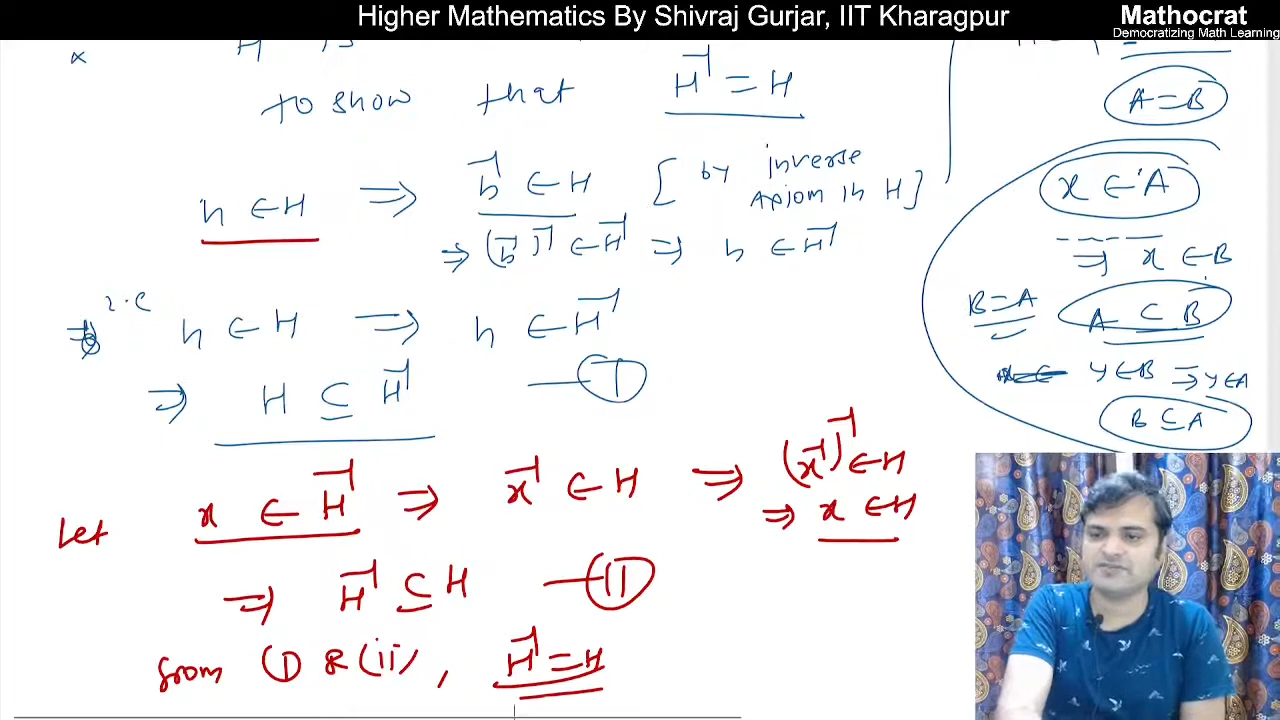 Higher Mathematics By Shivraj Gurjar, IIT Kharagpur
Mathocrat
Democratizing Math Learning
H is
to show that H⁻¹ = H
h ∈ H ⇒ h⁻¹ ∈ H [by inverse
axiom in H]
⇒ (h⁻¹)⁻¹ ∈ H⁻¹ ⇒ h ∈ H⁻¹
i.e
h ∈ H ⇒ h ∈ H⁻¹
⇒ H ⊆ H⁻¹ — I
Let x ∈ H⁻¹ ⇒ x⁻¹ ∈ H ⇒ (x⁻¹)⁻¹ ∈ H
⇒ x ∈ H
⇒ H⁻¹ ⊆ H — II
from (I) & (ii), H⁻¹ = H
A = B
x ∈ A
⇒ x ∈ B
B = A
A ⊂ B
y ∈ B ⇒ y ∈ A
B ⊆ A